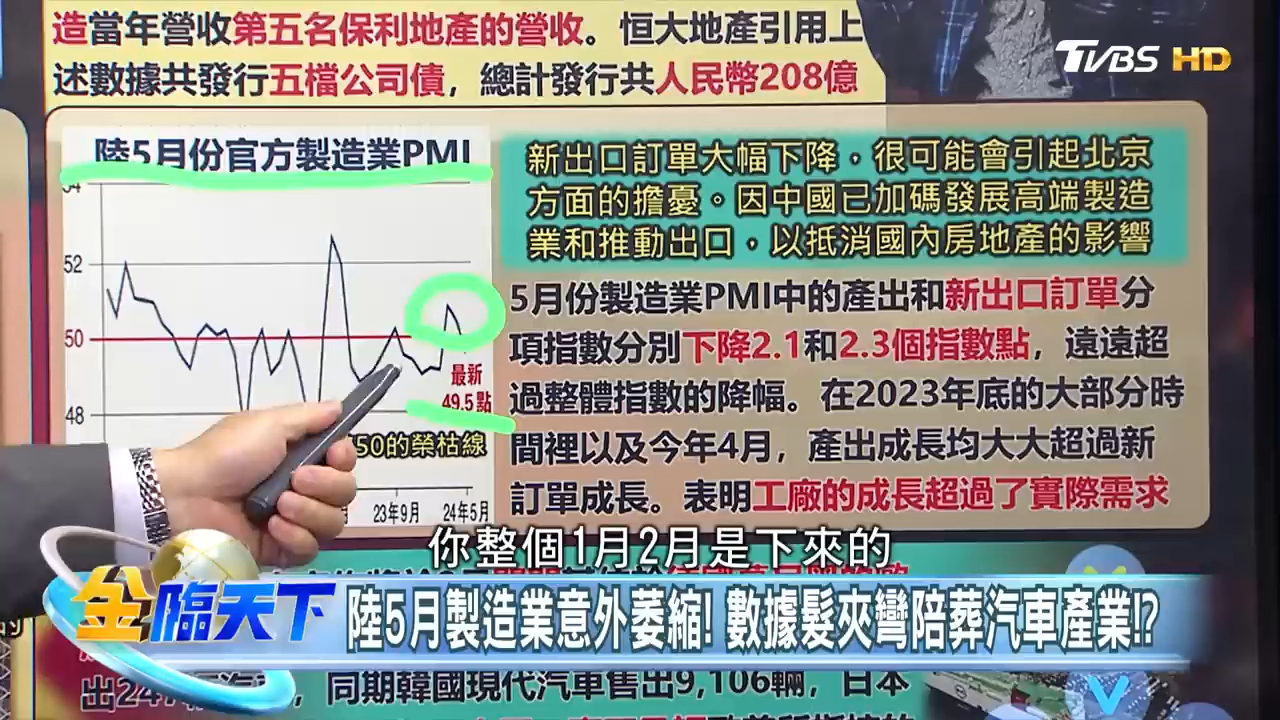 造當年營收第五名保利地產的營收。恒大地產引用上
述數據共發行五檔公司債，總計發行共人民幣208億
TVBS HD
陸5月份官方製造業PMI
52
50
48
最新
49.5點
50的榮枯線
23年9月
24年5月
新出口訂單大幅下降，很可能會引起北京
方面的擔憂。因中國已加碼發展高端製造
業和推動出口，以抵消國內房地產的影響
5月份製造業PMI中的產出和新出口訂單分
項指數分別下降2.1和2.3個指數點，遠遠超
過整體指數的降幅。在2023年底的大部分時
間裡以及今年4月，產出成長均大大超過新
訂單成長。表明工廠的成長超過了實際需求
你整個1月2月是下來的
金臨天下
陸5月製造業意外萎縮! 數據髮夾彎陪葬汽車產業!?
同期韓國現代汽車售出9,106輛，日本